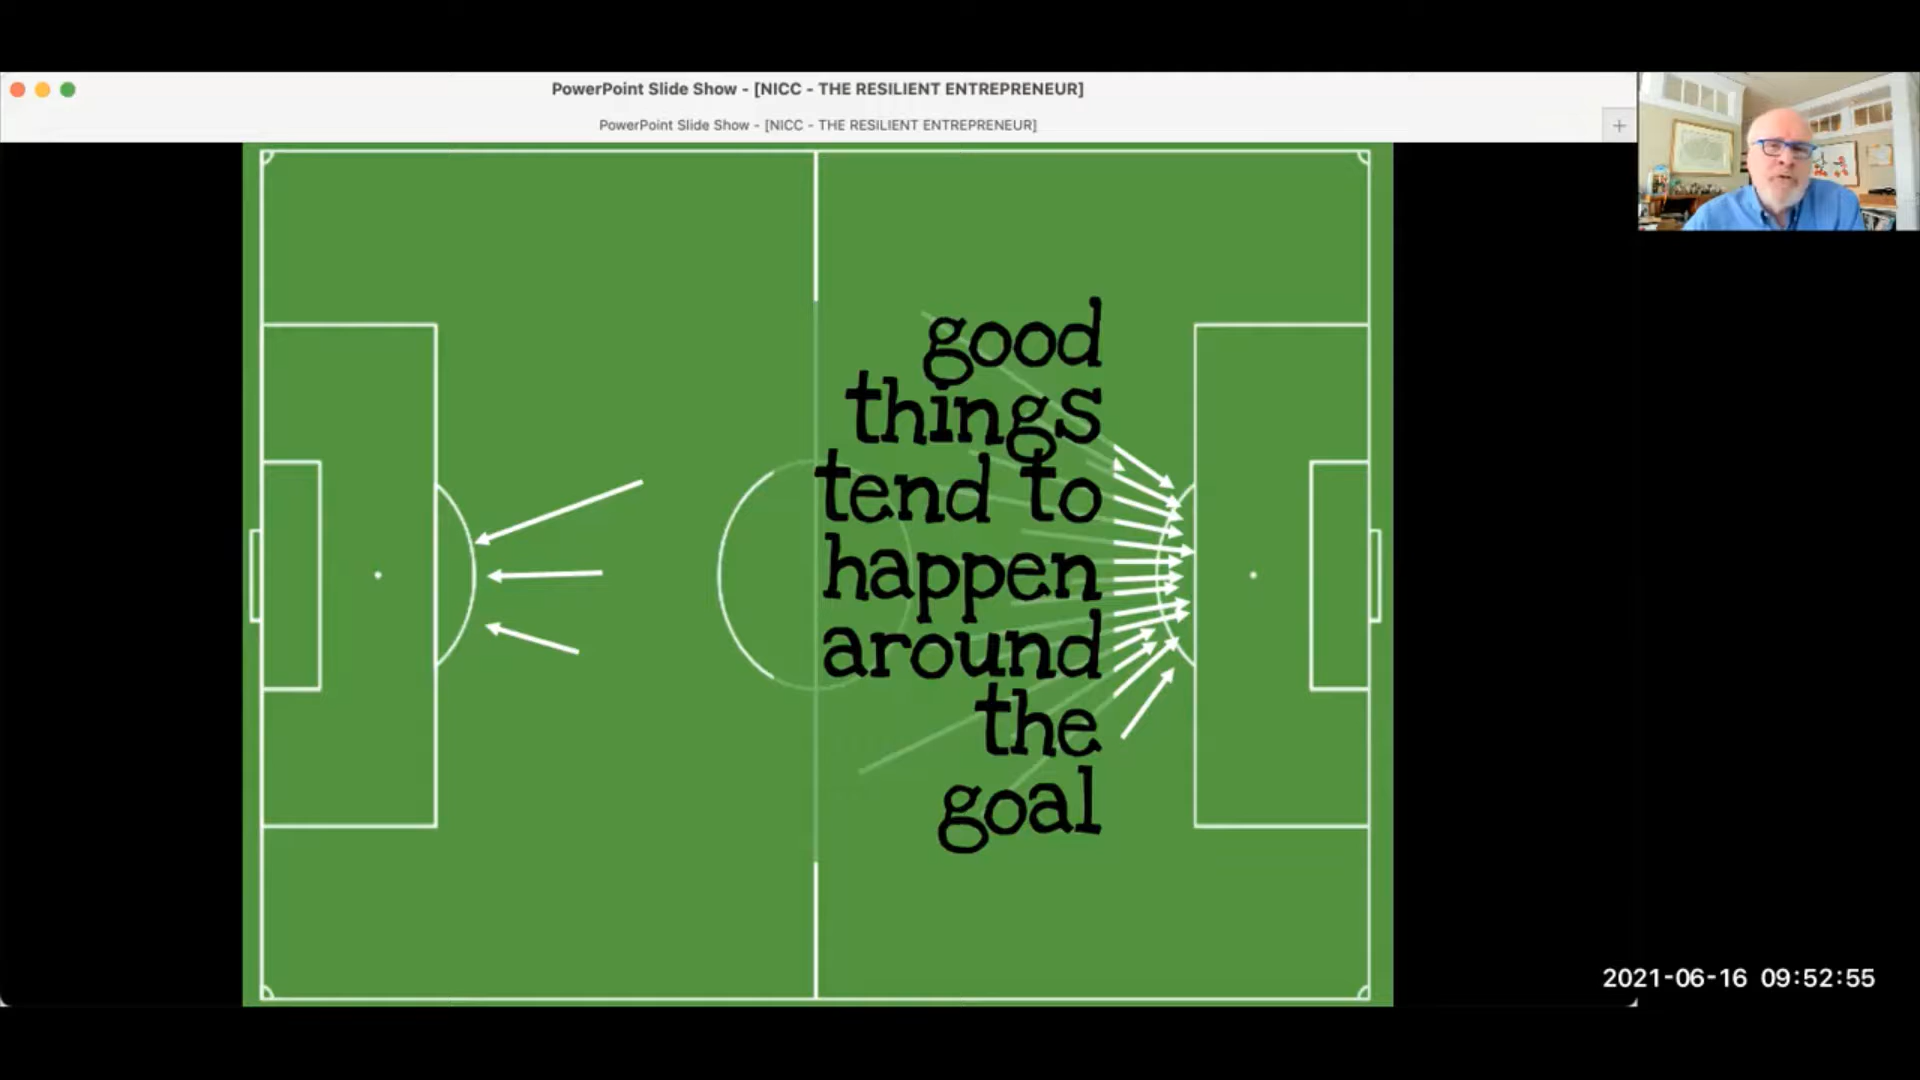 PowerPoint Slide Show - [NICC - THE RESILIENT ENTREPRENEUR]
PowerPoint Slide Show - [NICC - THE RESILIENT ENTREPRENEUR]
good
things
tend to
happen
around
the
goal
2021-06-16 09:52:55